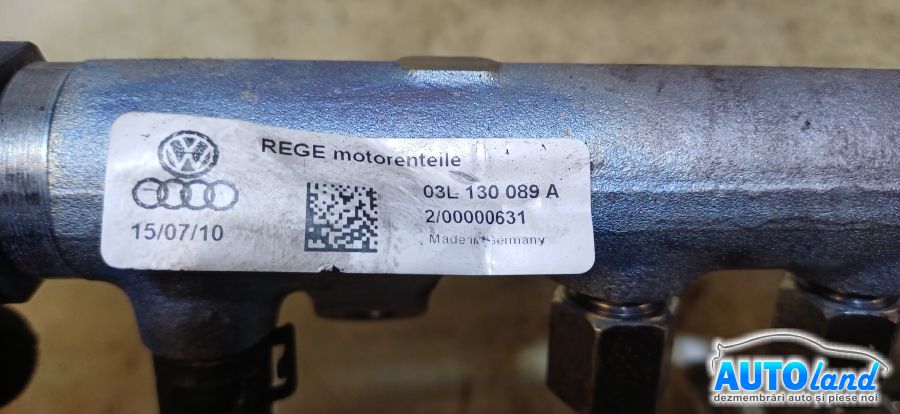 REGE motorenteile
03L 130 089 A
2/00000631
Made in Germany
15/07/10
AUTOland
dezmembrări auto și piese noi